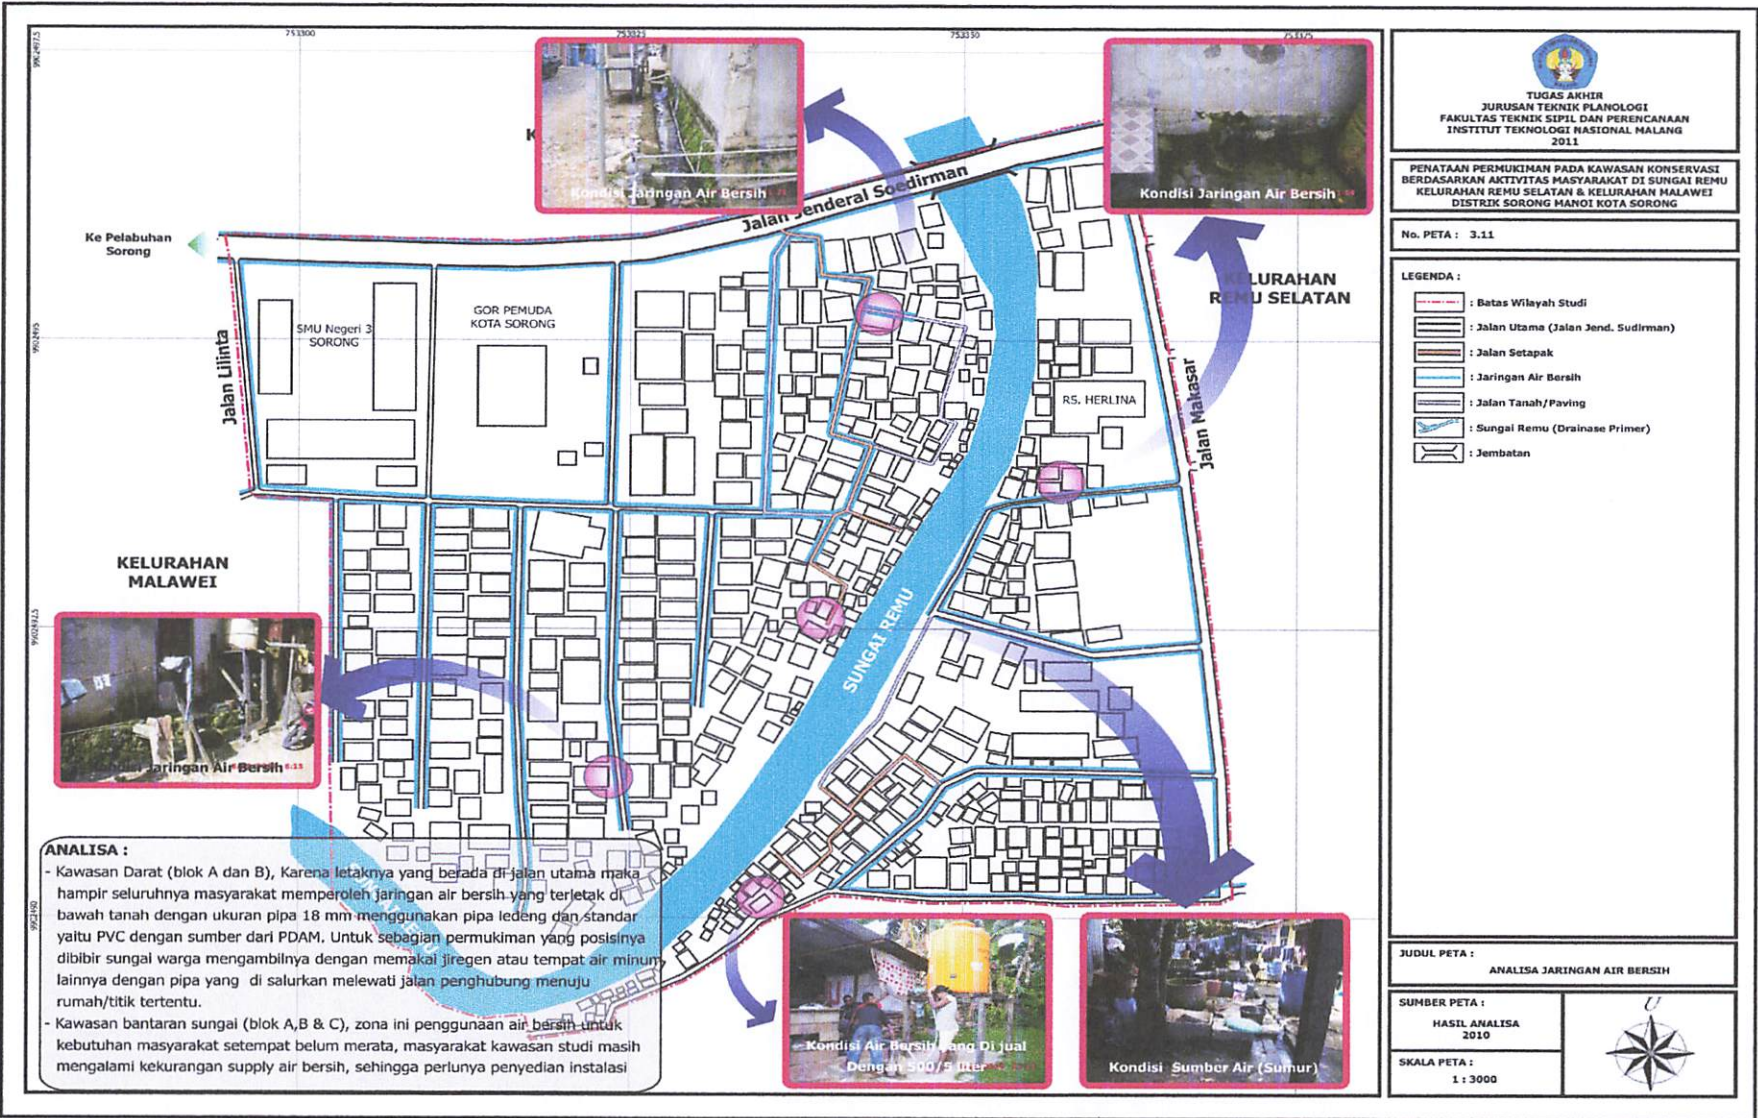 753300
753325
753330
753375
9902495
9902492.5
9902490
Kondisi Jaringan Air Bersih
Kondisi Jaringan Air Bersih
Jalan Jenderal Soedirman
Ke Pelabuhan
Sorong
KELURAHAN
REMU SELATAN
SMU Negeri 3
SORONG
GOR PEMUDA
KOTA SORONG
Jalan Lilinta
RS. HERLINA
Jalan Makasar
KELURAHAN
MALAWEI
SUNGAI REMU
Kondisi Jaringan Air Bersih
ANALISA :
- Kawasan Darat (blok A dan B), Karena letaknya yang berada di jalan utama maka
hampir seluruhnya masyarakat memperoleh jaringan air bersih yang terletak di
bawah tanah dengan ukuran pipa 18 mm menggunakan pipa ledeng dan standar
yaitu PVC dengan sumber dari PDAM. Untuk sebagian permukiman yang posisinya
dibibir sungai warga mengambilnya dengan memakai jiregen atau tempat air minum
lainnya dengan pipa yang di salurkan melewati jalan penghubung menuju
rumah/titik tertentu.
- Kawasan bantaran sungai (blok A,B & C), zona ini penggunaan air bersih untuk
kebutuhan masyarakat setempat belum merata, masyarakat kawasan studi masih
mengalami kekurangan supply air bersih, sehingga perlunya penyedian instalasi
Kondisi Air Bersih yang Di jual
Dengan 500/5 liter
Kondisi Sumber Air (Sumur)
TUGAS AKHIR
JURUSAN TEKNIK PLANOLOGI
FAKULTAS TEKNIK SIPIL DAN PERENCANAAN
INSTITUT TEKNOLOGI NASIONAL MALANG
2011
PENATAAN PERMUKIMAN PADA KAWASAN KONSERVASI
BERDASARKAN AKTIVITAS MASYARAKAT DI SUNGAI REMU
KELURAHAN REMU SELATAN & KELURAHAN MALAWEI
DISTRIK SORONG MANOI KOTA SORONG
No. PETA : 3.11
LEGENDA :
: Batas Wilayah Studi
: Jalan Utama (Jalan Jend. Sudirman)
: Jalan Setapak
: Jaringan Air Bersih
: Jalan Tanah/Paving
: Sungai Remu (Drainase Primer)
: Jembatan
JUDUL PETA :
ANALISA JARINGAN AIR BERSIH
SUMBER PETA :
HASIL ANALISA
2010
SKALA PETA :
1 : 3000
U